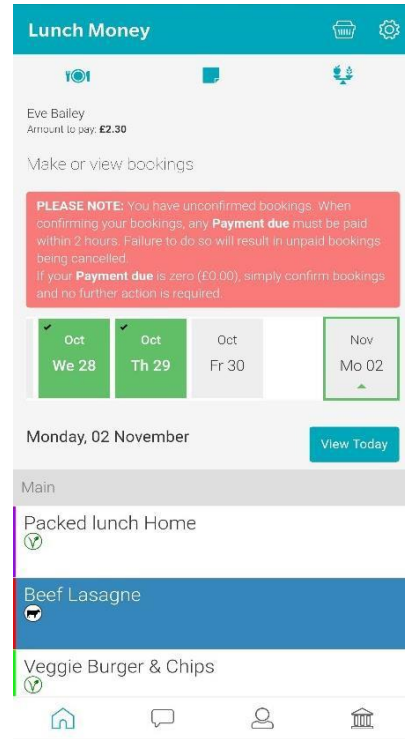 Lunch Money
Eve Bailey
Amount to pay: £2.30
Make or view bookings
PLEASE NOTE: You have unconfirmed bookings. When
confirming your bookings, any Payment due must be paid
within 2 hours. Failure to do so will result in unpaid bookings
being cancelled.
If your Payment due is zero (£0.00), simply confirm bookings
and no further action is required.
Oct Oct Oct Nov
We 28 Th 29 Fr 30 Mo 02
Monday, 02 November
View Today
Main
Packed lunch Home
Beef Lasagne
Veggie Burger & Chips